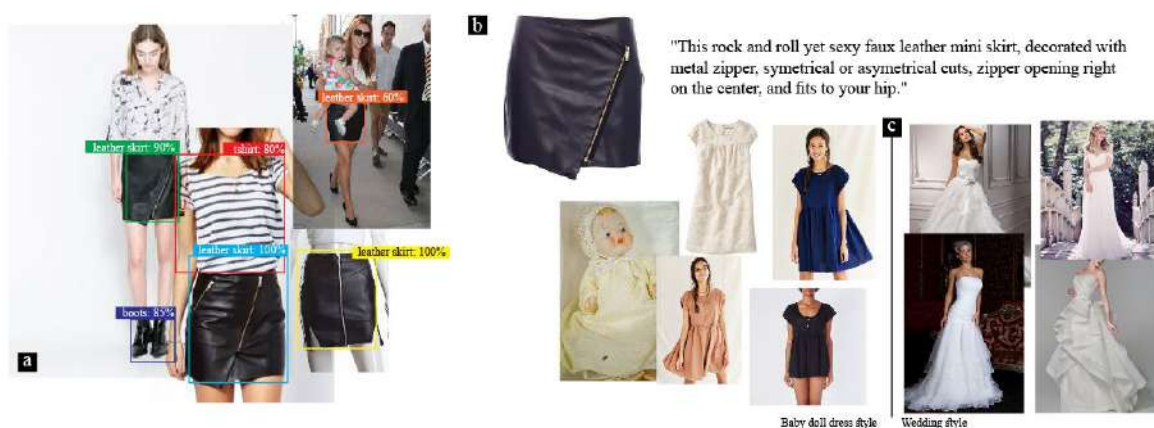 leather skirt: 60%
leather skirt: 90%
tshirt: 80%
leather skirt: 100%
leather skirt: 100%
boots: 85%
a
b
"This rock and roll yet sexy faux leather mini skirt, decorated with
metal zipper, symetrical or asymetrical cuts, zipper opening right
on the center, and fits to your hip."
c
Baby doll dress style
Wedding style